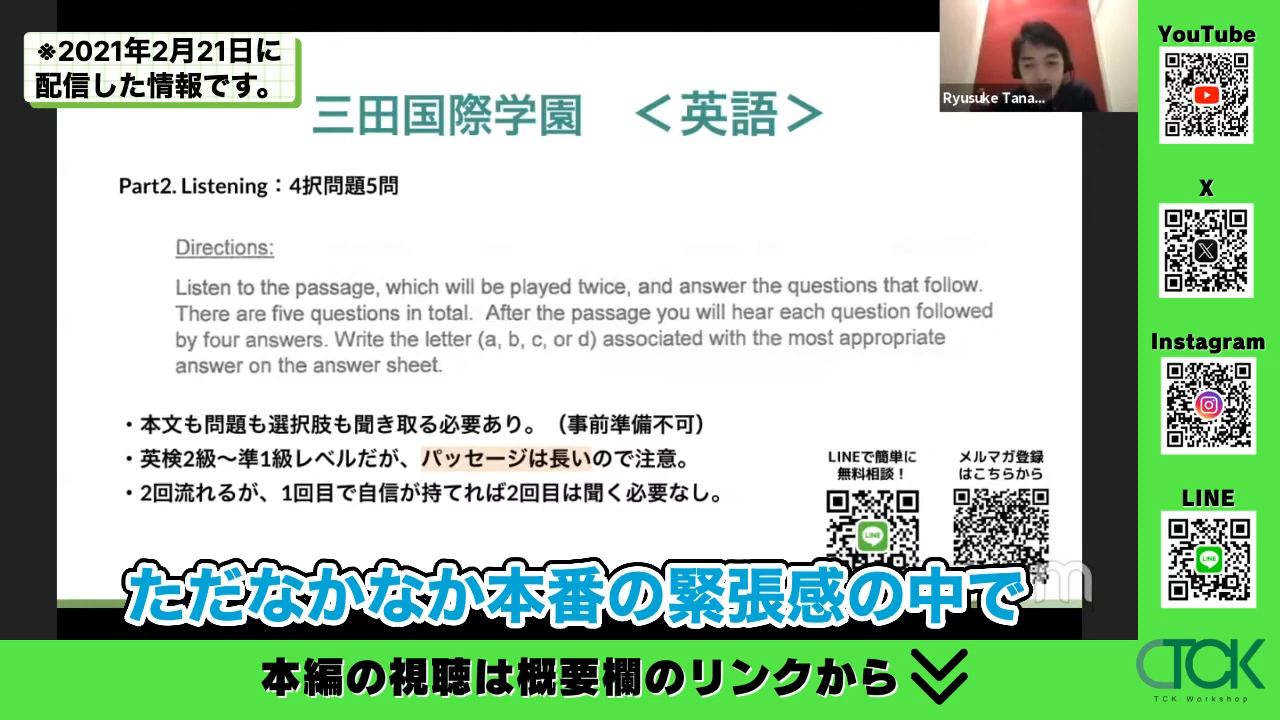 ※2021年2月21日に
配信した情報です。
三田国際学園 ＜英語＞
Ryusuke Tana...
Part2. Listening：4択問題5問
Directions:
Listen to the passage, which will be played twice, and answer the questions that follow.
There are five questions in total. After the passage you will hear each question followed
by four answers. Write the letter (a, b, c, or d) associated with the most appropriate
answer on the answer sheet.
・本文も問題も選択肢も聞き取る必要あり。（事前準備不可）
・英検2級～準1級レベルだが、パッセージは長いので注意。
・2回流れるが、1回目で自信が持てれば2回目は聞く必要なし。
LINEで簡単に
無料相談！
メルマガ登録
はこちらから
LINE
ただなかなか本番の緊張感の中で
本編の視聴は概要欄のリンクから
YouTube
X
Instagram
LINE
LINE
TCK
TCK Workshop